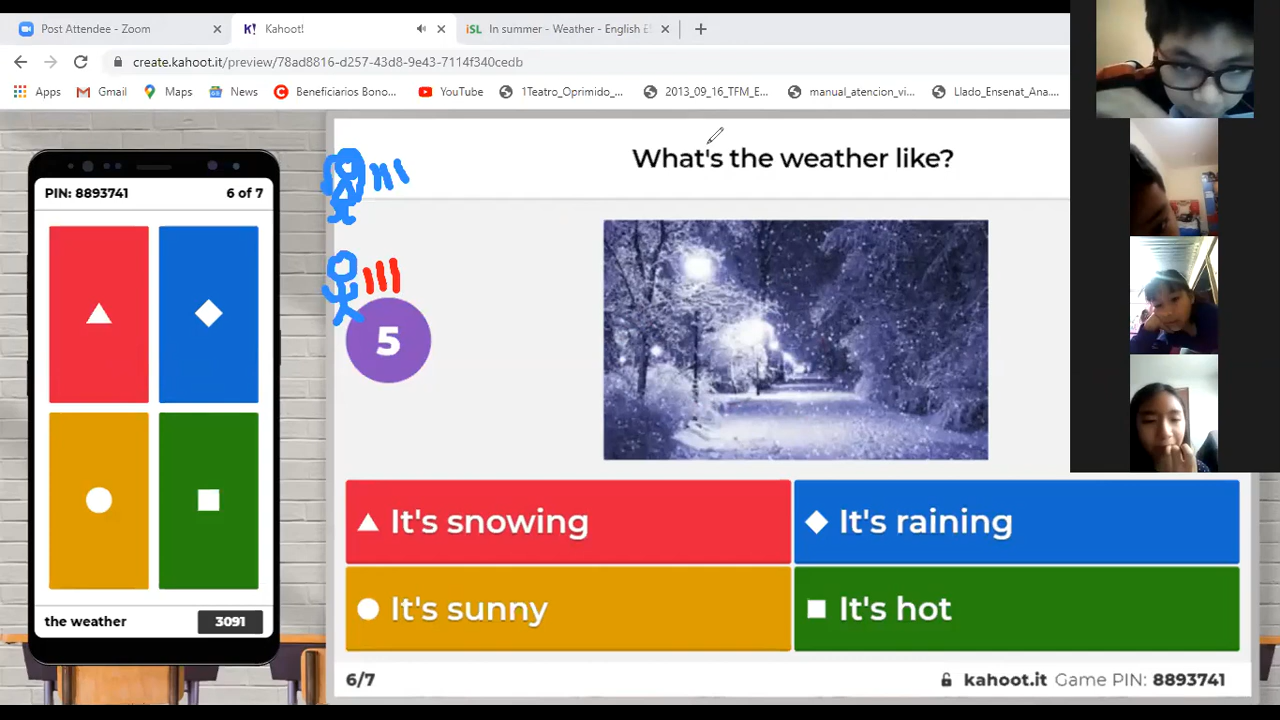 Post Attendee - Zoom
Kahoot!
iSL In summer - Weather - English ES
create.kahoot.it/preview/78ad8816-d257-43d8-9e43-7114f340cedb
Apps Gmail Maps News Beneficiarios Bono... YouTube 1Teatro_Oprimido_... 2013_09_16_TFM_E... manual_atencion_vi... Llado_Ensenat_Ana....
PIN: 8893741 6 of 7
the weather 3091
What's the weather like?
5
It's snowing
It's raining
It's sunny
It's hot
6/7
kahoot.it Game PIN: 8893741